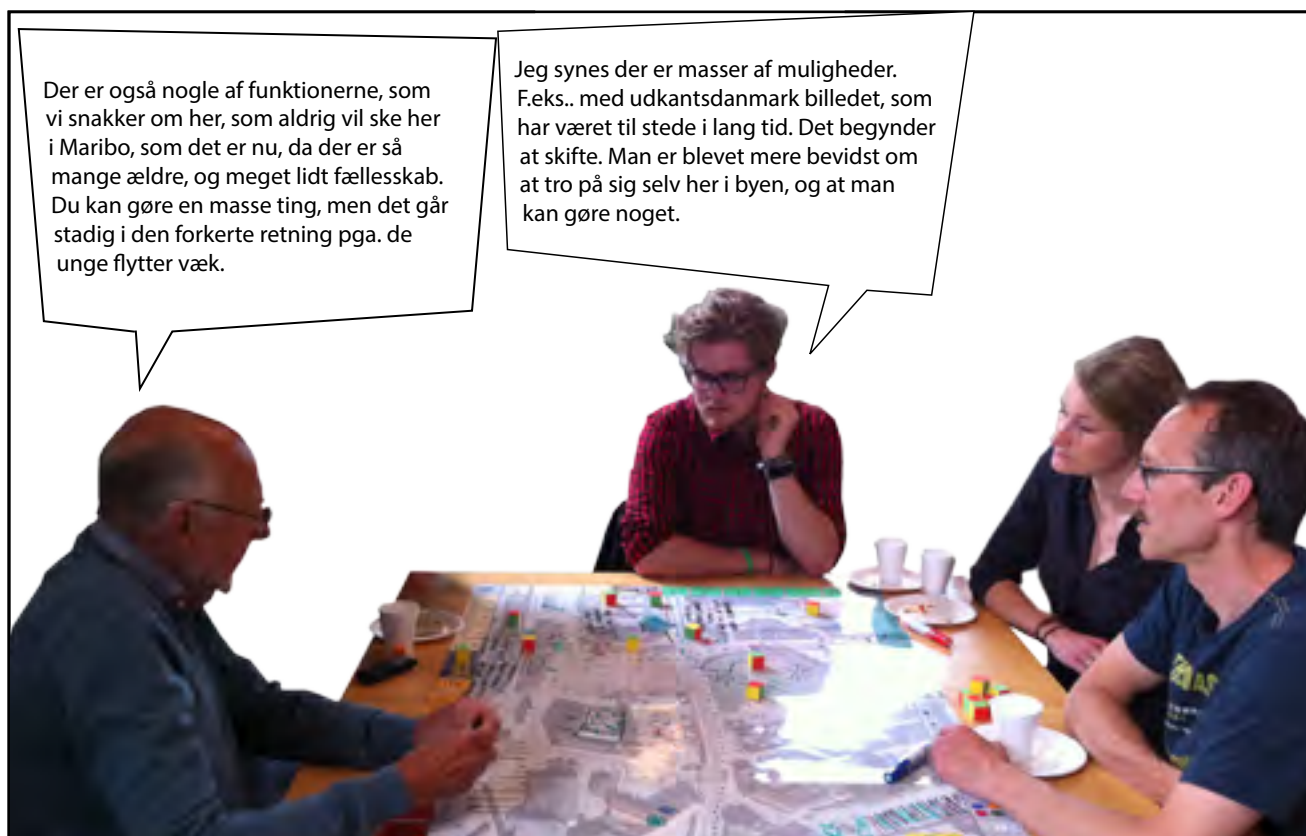 Der er også nogle af funktionerne, som
vi snakker om her, som aldrig vil ske her
i Maribo, som det er nu, da der er så
mange ældre, og meget lidt fællesskab.
Du kan gøre en masse ting, men det går
stadig i den forkerte retning pga. de
unge flytter væk.
Jeg synes der er masser af muligheder.
F.eks.. med udkantsdanmark billedet, som
har været til stede i lang tid. Det begynder
at skifte. Man er blevet mere bevidst om
at tro på sig selv her i byen, og at man
kan gøre noget.